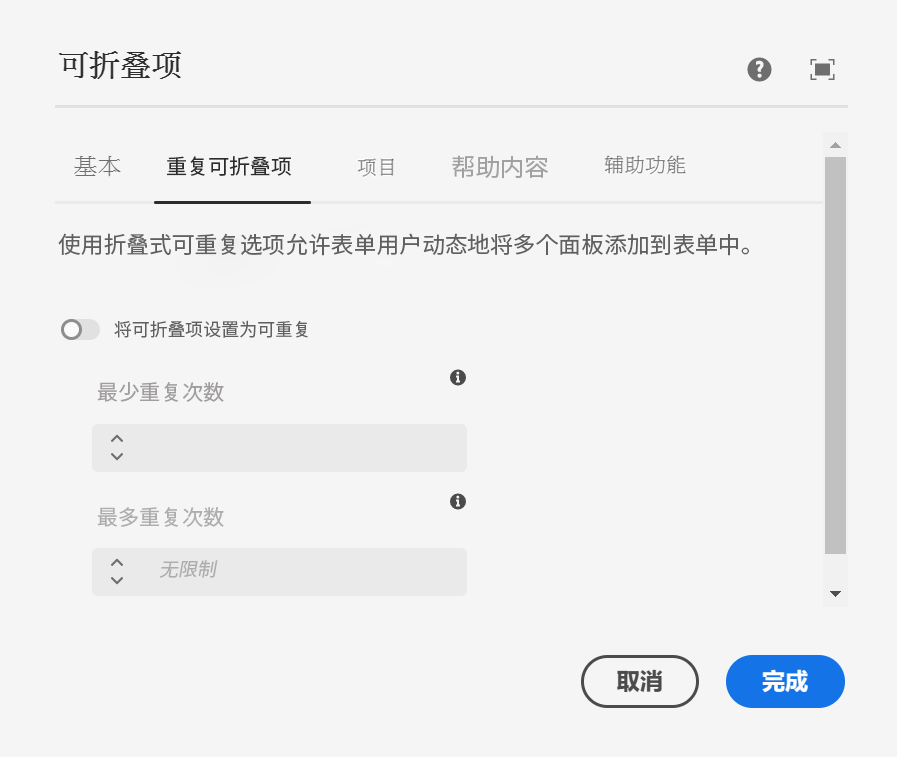 可折叠项
基本 重复可折叠项 项目 帮助内容 辅助功能
使用折叠式可重复选项允许表单用户动态地将多个面板添加到表单中。
将可折叠项设置为可重复
最少重复次数
最多重复次数
无限制
取消 完成